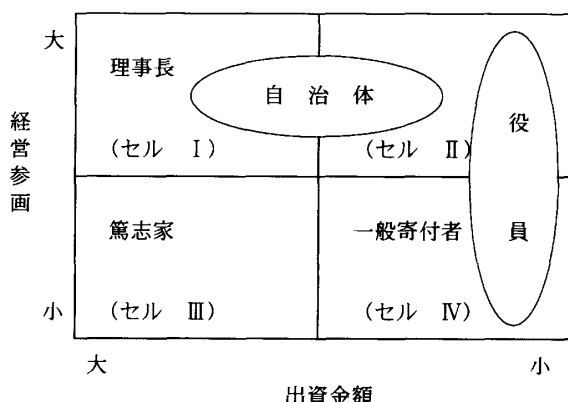 大
理事長
自 治 体
役
(セル Ⅰ)
(セル Ⅱ)
経営参画
篤志家
一般寄付者
員
小
(セル Ⅲ)
(セル Ⅳ)
大
小
出資金額